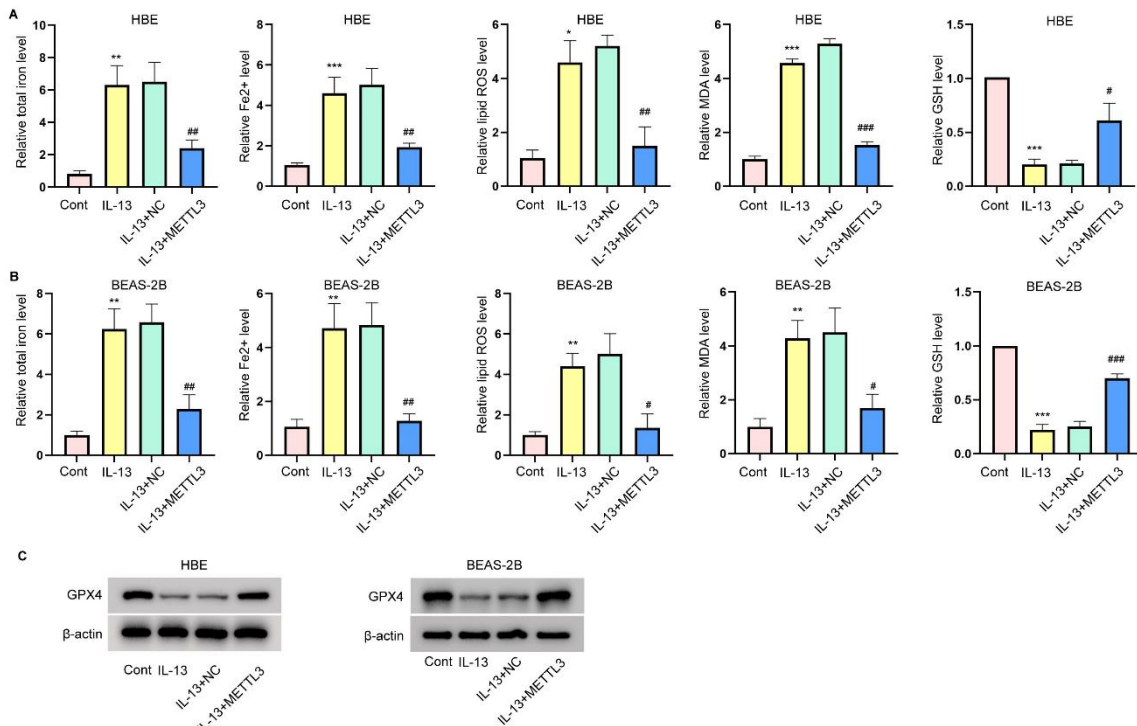 A
HBE
Relative total iron level
10
8
6
4
2
0
**
##
Cont
IL-13
IL-13+NC
IL-13+METTL3
HBE
Relative Fe2+ level
8
6
4
2
0
***
##
Cont
IL-13
IL-13+NC
IL-13+METTL3
HBE
Relative lipid ROS level
6
4
2
0
*
##
Cont
IL-13
IL-13+NC
IL-13+METTL3
HBE
Relative MDA level
6
4
2
0
***
###
Cont
IL-13
IL-13+NC
IL-13+METTL3
HBE
Relative GSH level
1.5
1.0
0.5
0.0
***
#
Cont
IL-13
IL-13+NC
IL-13+METTL3
B
BEAS-2B
Relative total iron level
8
6
4
2
0
**
##
Cont
IL-13
IL-13+NC
IL-13+METTL3
BEAS-2B
Relative Fe2+ level
6
4
2
0
**
##
Cont
IL-13
IL-13+NC
IL-13+METTL3
BEAS-2B
Relative lipid ROS level
8
6
4
2
0
**
#
Cont
IL-13
IL-13+NC
IL-13+METTL3
BEAS-2B
Relative MDA level
6
4
2
0
**
#
Cont
IL-13
IL-13+NC
IL-13+METTL3
BEAS-2B
Relative GSH level
1.5
1.0
0.5
0.0
***
###
Cont
IL-13
IL-13+NC
IL-13+METTL3
C
HBE
GPX4
β-actin
Cont
IL-13
IL-13+NC
IL-13+METTL3
BEAS-2B
GPX4
β-actin
Cont
IL-13
IL-13+NC
IL-13+METTL3